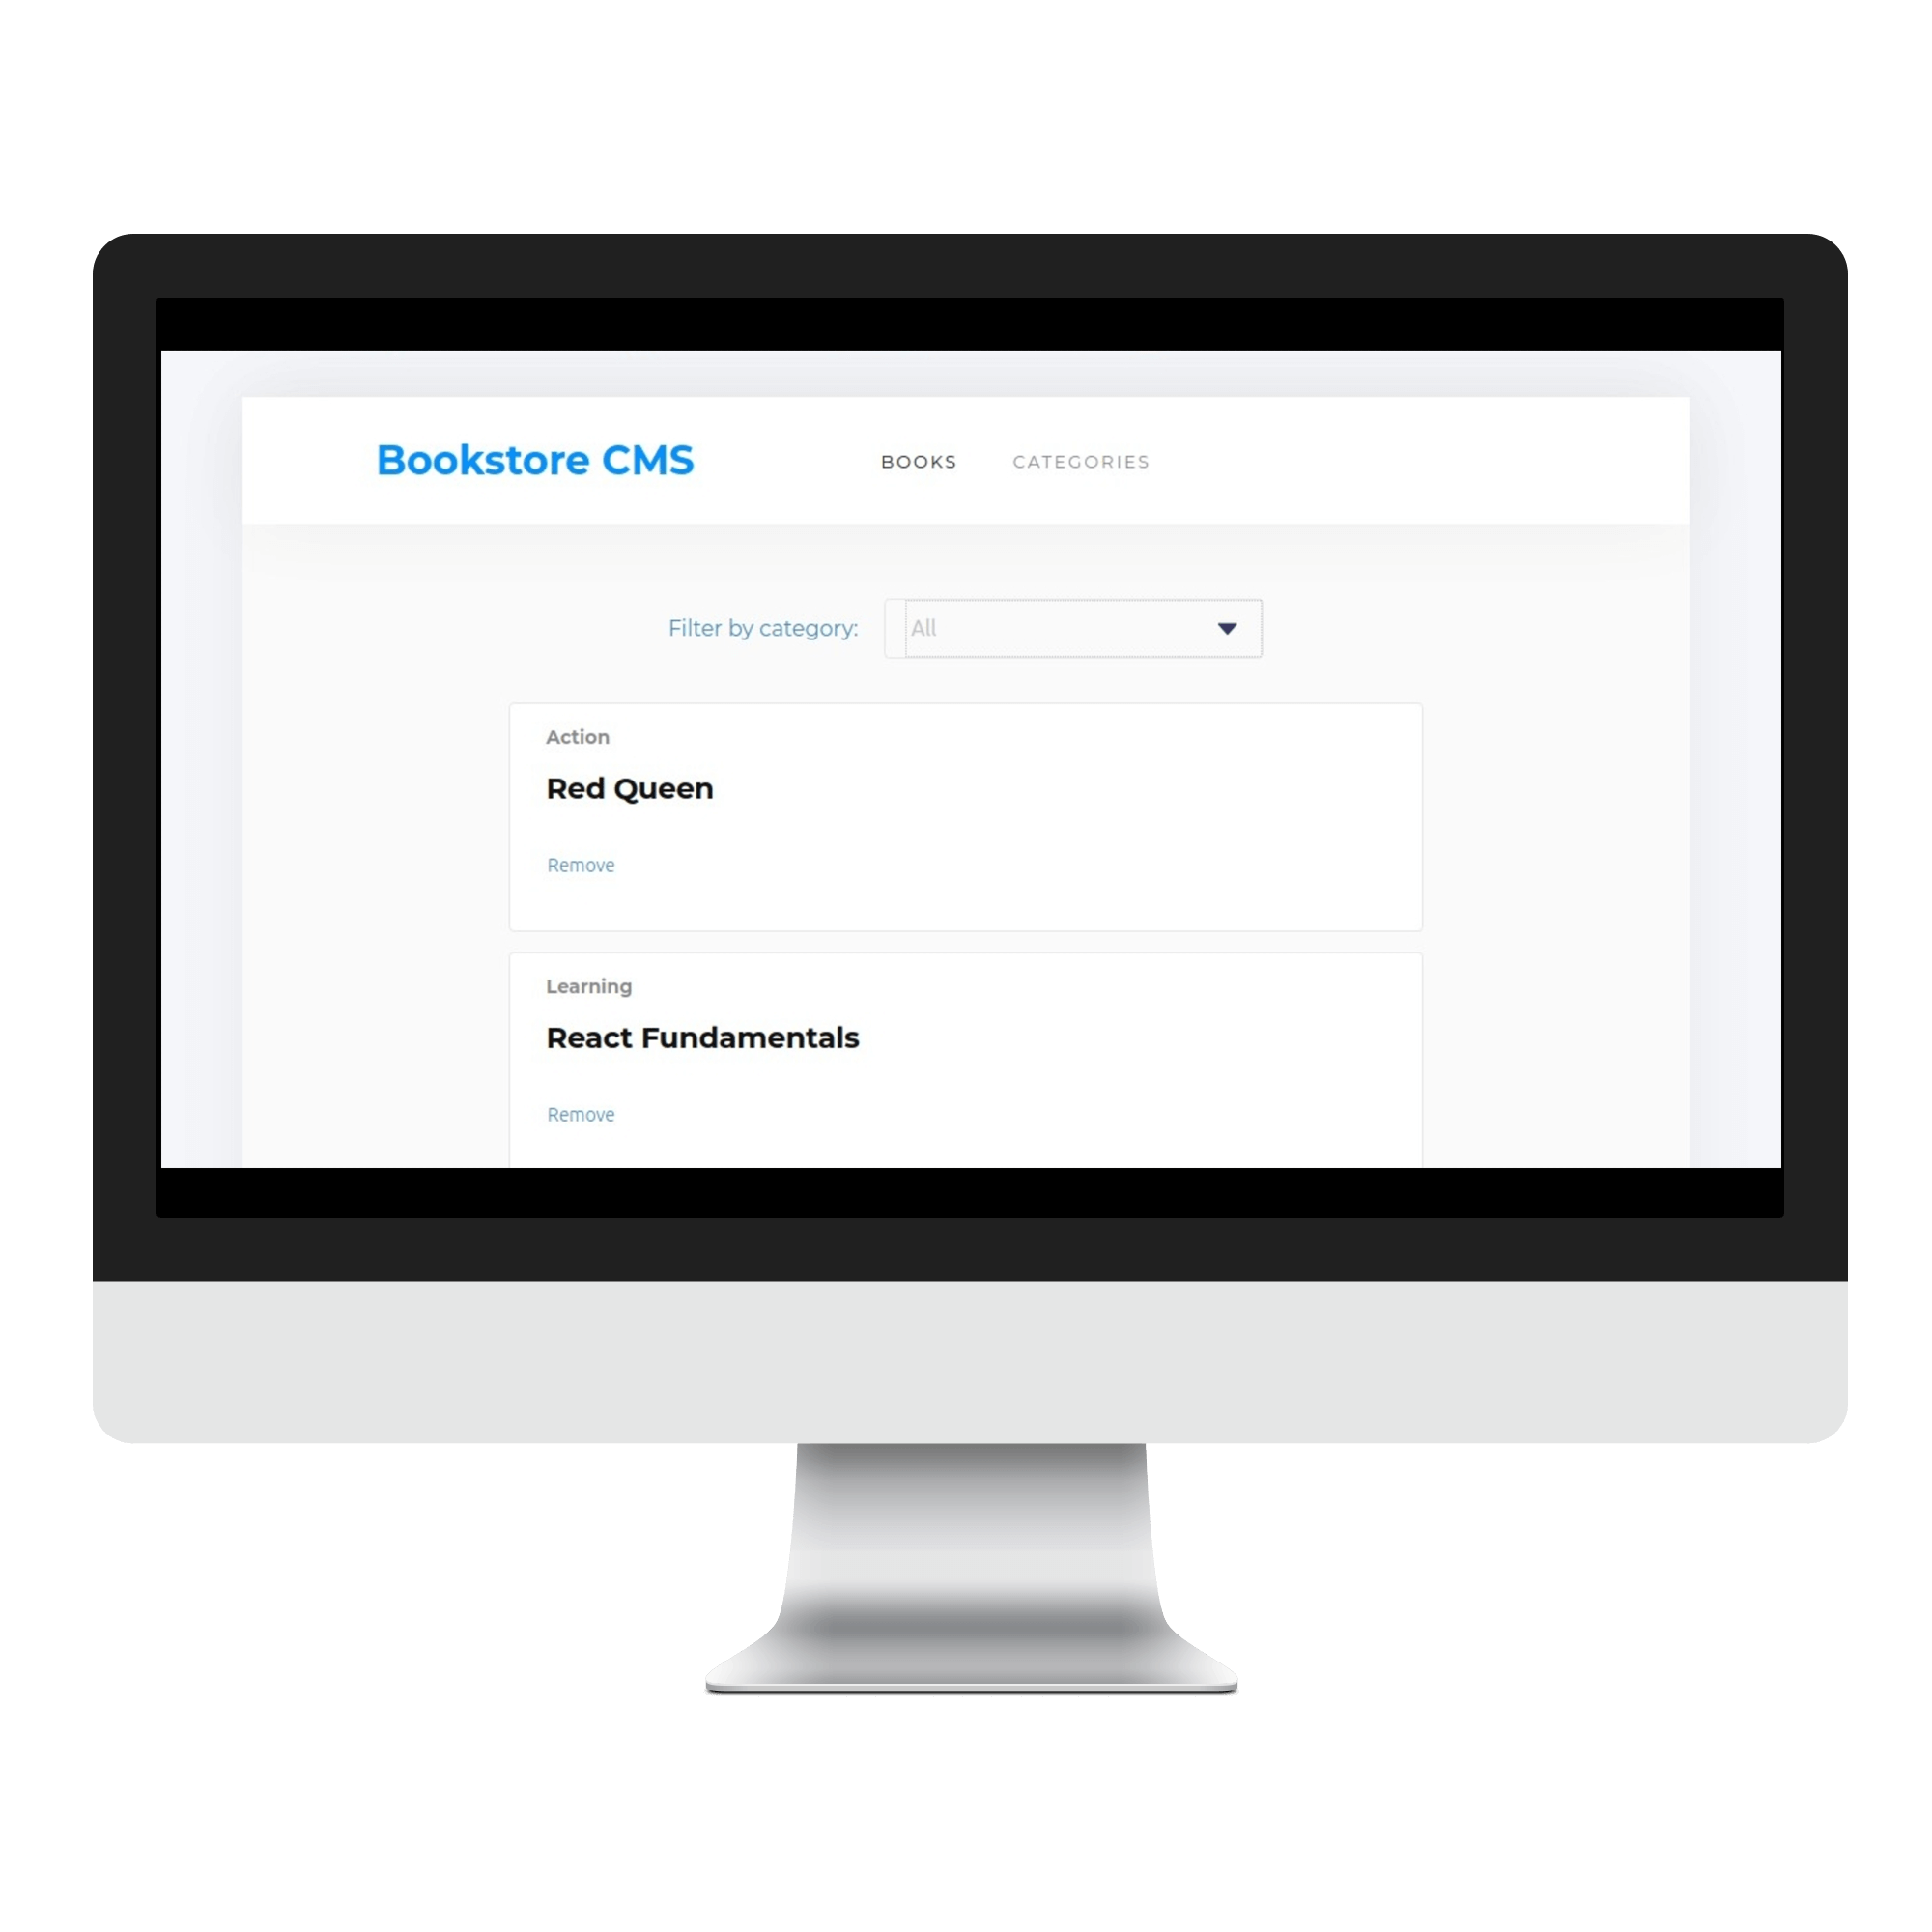 Bookstore CMS
BOOKS
CATEGORIES
Filter by category:
All
Action
Red Queen
Remove
Learning
React Fundamentals
Remove